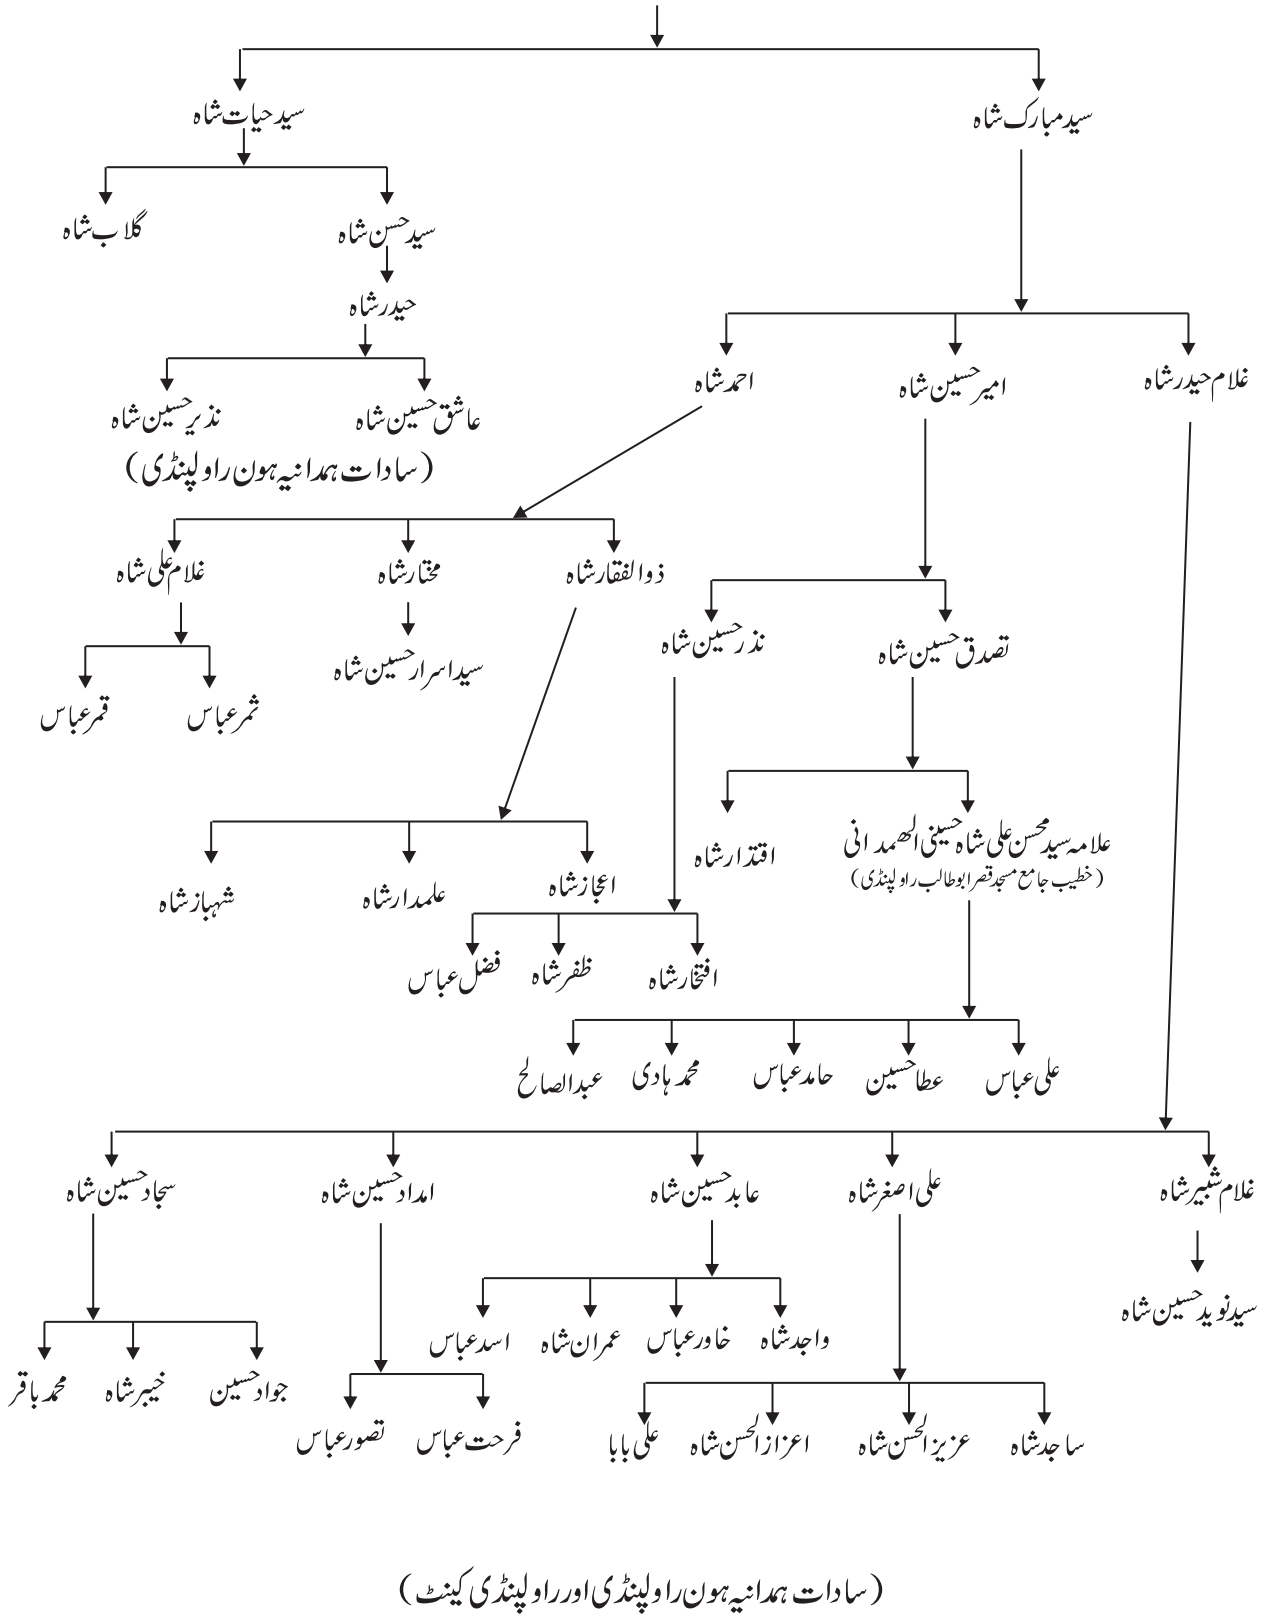 سید مبارک شاہ
سید حیات شاہ
سید حسن شاہ
گلاب شاہ
حیدر شاہ
غلام حیدر شاہ
امیر حسین شاہ
احمد شاہ
عاشق حسین شاہ
نذیر حسین شاہ
(سادات ہمدانیہ ہون راولپنڈی)
ذوالفقار شاہ
مختار شاہ
غلام علی شاہ
تصدق حسین شاہ
نذر حسین شاہ
سید اسرار حسین شاہ
ثمر عباس
قمر عباس
علامہ سید محسن علی شاہ حسینی الھمدانی
(خطیب جامع مسجد قصر ابوطالب راولپنڈی)
اقتدار شاہ
اعجاز شاہ
علمدار شاہ
شہباز شاہ
افتخار شاہ
ظفر شاہ
فضل عباس
علی عباس
عطا حسین
حامد عباس
محمد ہادی
عبدالصالح
غلام شبیر شاہ
علی اصغر شاہ
عابد حسین شاہ
امداد حسین شاہ
سجاد حسین شاہ
سید نوید حسین شاہ
واجد شاہ
خاور عباس
عمران شاہ
اسد عباس
جواد حسین
خیبر شاہ
محمد باقر
ساجد شاہ
عزیز الحسن شاہ
اعزاز الحسن شاہ
علی بابا
فرحت عباس
تصور عباس
(سادات ہمدانیہ ہون راولپنڈی اور راولپنڈی کینٹ)